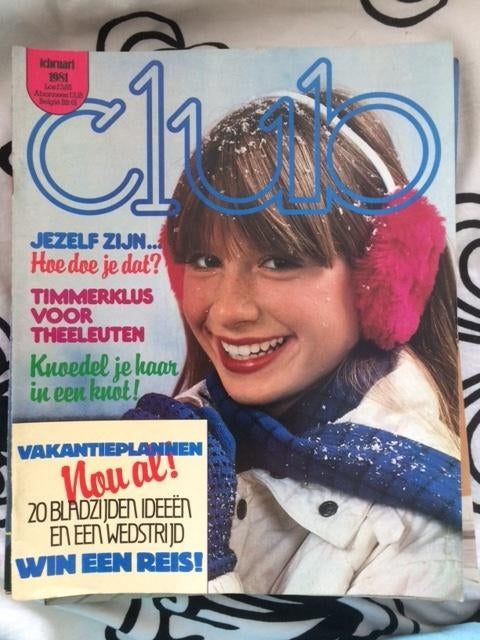 februari
1981
club
JEZELF ZIJN...
Hoe doe je dat?
TIMMERKLUS
VOOR
THEELEUTEN
Knoedel je haar
in een knot!
VAKANTIEPLANNEN
Nou al!
20 BLADZIJDEN IDEEËN
EN EEN WEDSTRIJD
WIN EEN REIS!